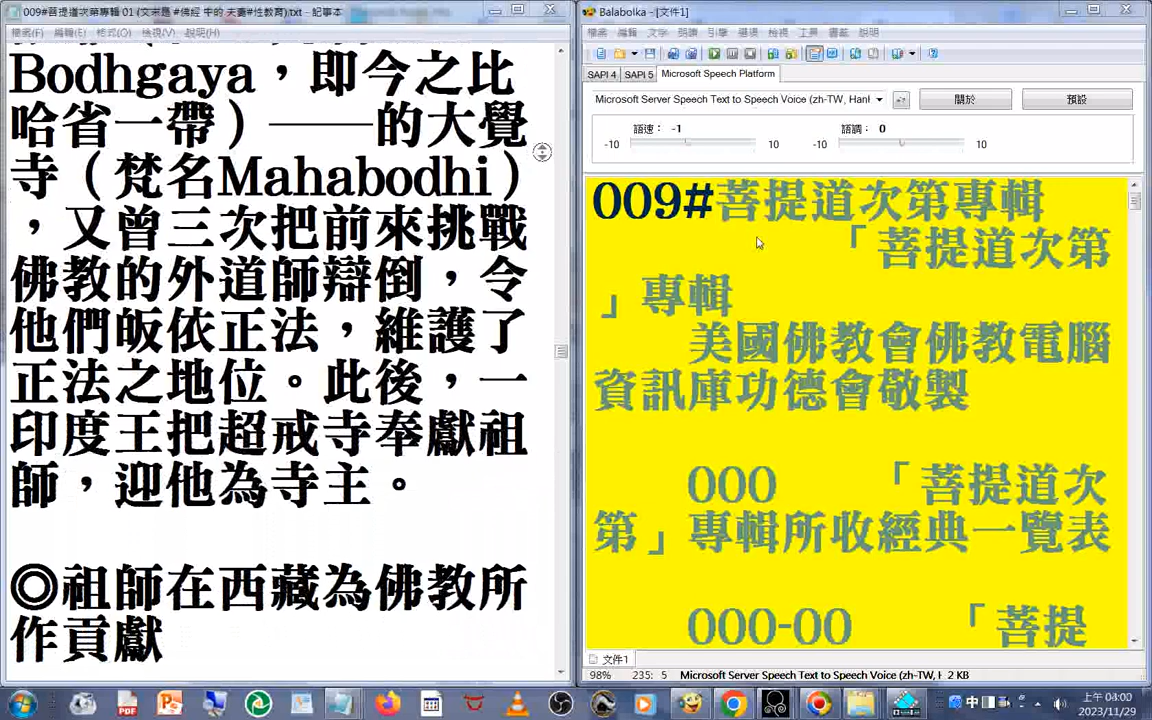 009#菩提道次第專輯 01 (文末是 #佛經 中的 夫妻#性教育).txt - 記事本
檔案(F) 編輯(E) 格式(O) 檢視(V) 說明(H)
Bodhgaya，即今之比
哈省一帶）——的大覺
寺（梵名Mahabodhi）
，又曾三次把前來挑戰
佛教的外道師辯倒，令
他們皈依正法，維護了
正法之地位。此後，一
印度王把超戒寺奉獻祖
師，迎他為寺主。
◎祖師在西藏為佛教所
作貢獻
Balabolka - [文件1]
檔案 編輯 文字 朗讀 引擎 選項 檢視 工具 書籤 說明
SAPI 4 SAPI 5 Microsoft Speech Platform
Microsoft Server Speech Text to Speech Voice (zh-TW, Han
關於 預設
語速： -1 語調： 0
-10 10 -10 10
009#菩提道次第專輯
「菩提道次第
」專輯
美國佛教會佛教電腦
資訊庫功德會敬製
000 「菩提道次
第」專輯所收經典一覽表
000-00 「菩提
文件1
98% 235: 5 Microsoft Server Speech Text to Speech Voice (zh-TW, H 2 KB
PDF
中
上午 03:00
2023/11/29